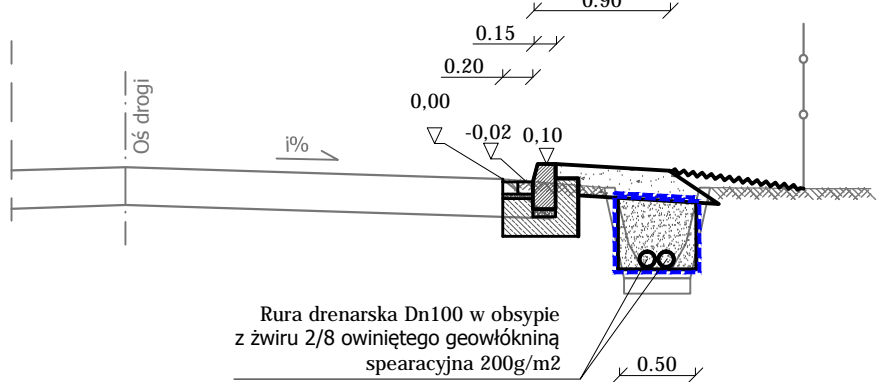 0.90
0.15
0.20
0,00
-0,02
0,10
Oś drogi
i%
Rura drenarska Dn100 w obsypie
z żwiru 2/8 owiniętego geowłókniną
spearacyjna 200g/m2
0.50